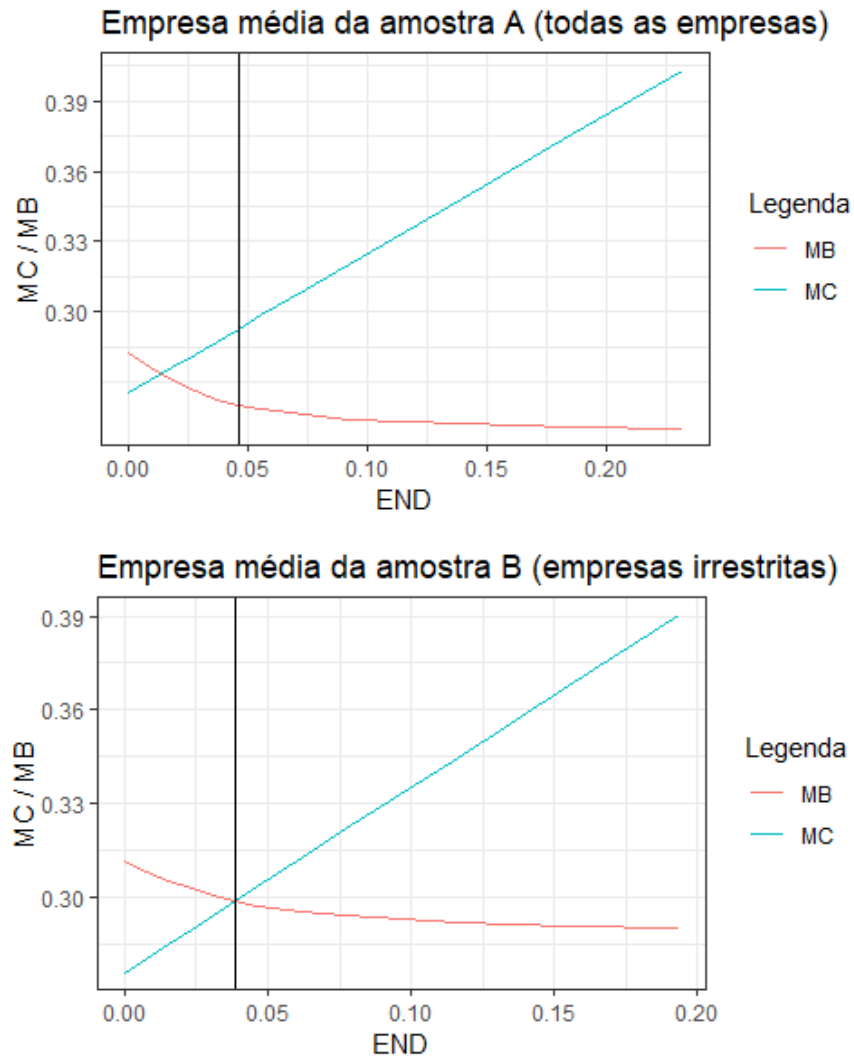 Empresa média da amostra A (todas as empresas)
MC / MB
0.39
0.36
0.33
0.30
0.00 0.05 0.10 0.15 0.20
END
Legenda
MB
MC
Empresa média da amostra B (empresas irrestritas)
MC / MB
0.39
0.36
0.33
0.30
0.00 0.05 0.10 0.15 0.20
END
Legenda
MB
MC